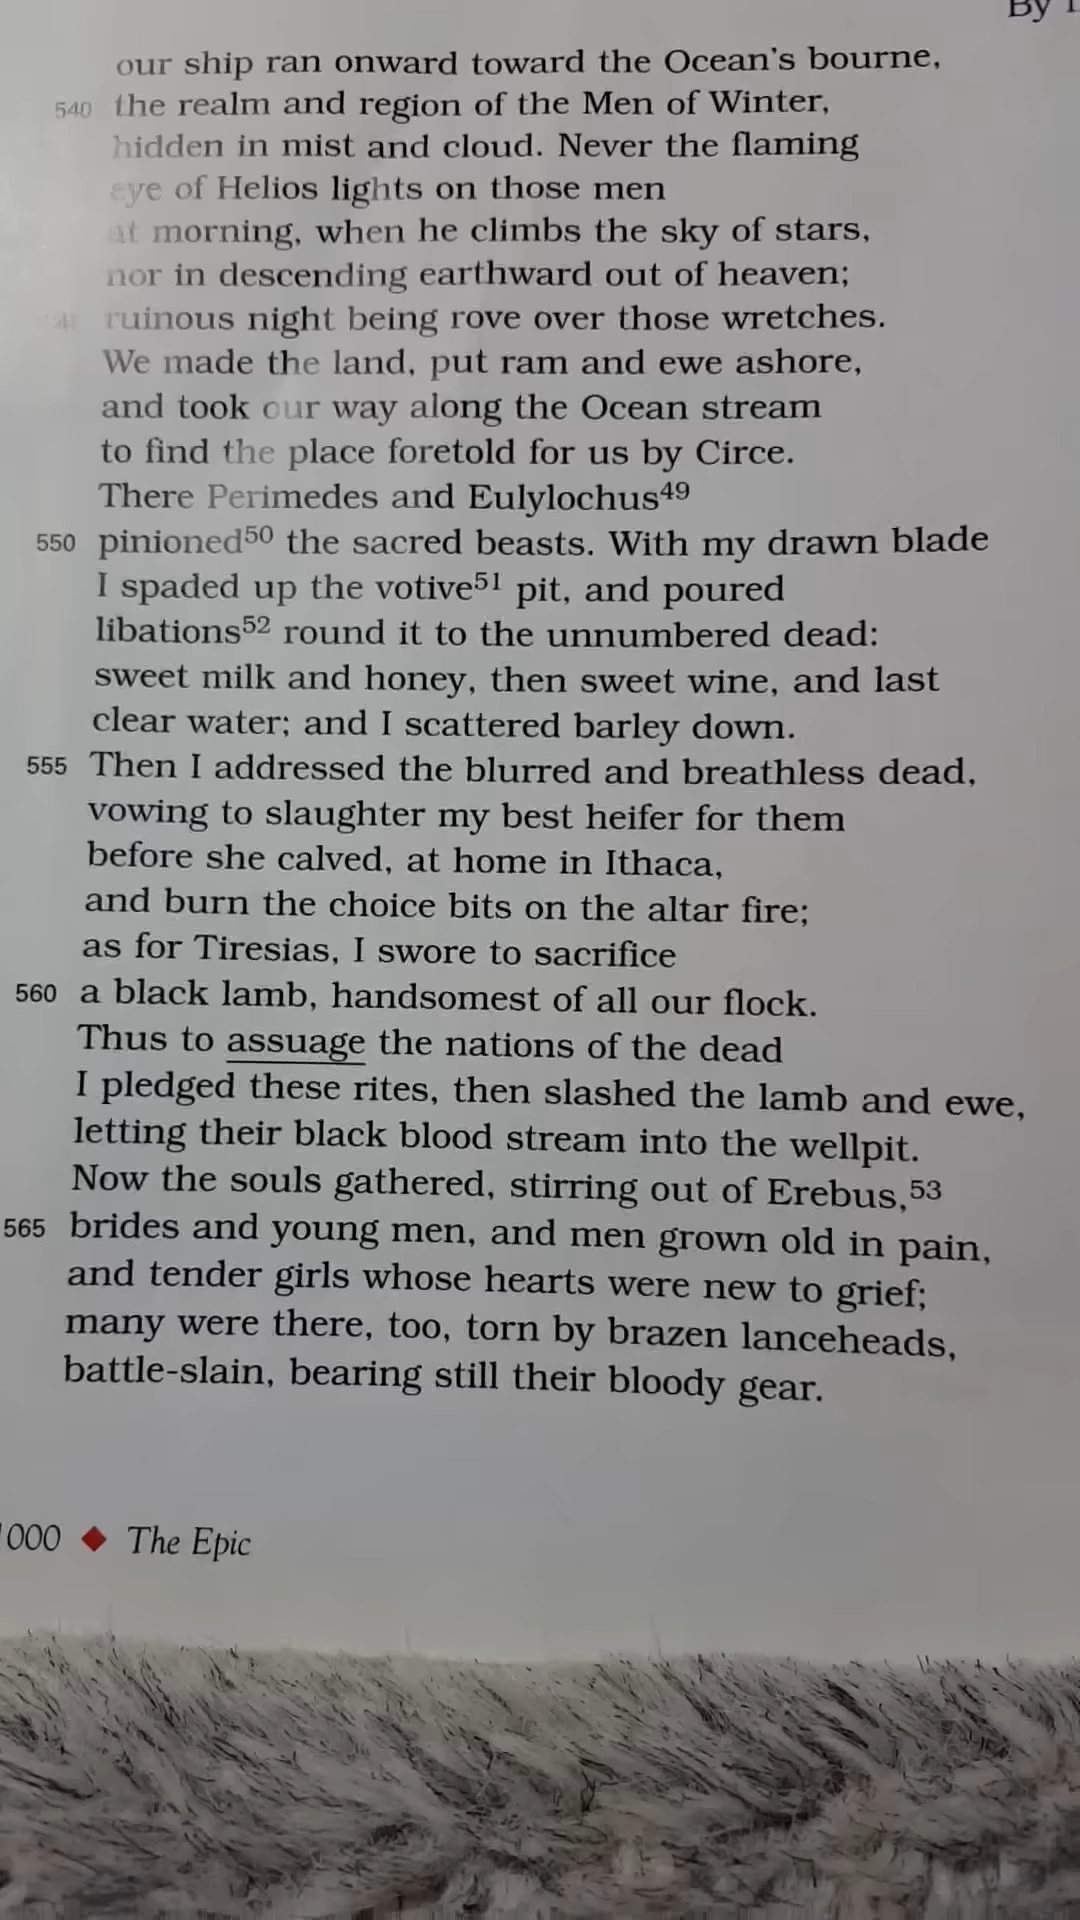 By
our ship ran onward toward the Ocean's bourne,
540 the realm and region of the Men of Winter,
hidden in mist and cloud. Never the flaming
eye of Helios lights on those men
at morning, when he climbs the sky of stars,
nor in descending earthward out of heaven;
ruinous night being rove over those wretches.
We made the land, put ram and ewe ashore,
and took our way along the Ocean stream
to find the place foretold for us by Circe.
There Perimedes and Eulylochus49
550 pinioned50 the sacred beasts. With my drawn blade
I spaded up the votive51 pit, and poured
libations52 round it to the unnumbered dead:
sweet milk and honey, then sweet wine, and last
clear water; and I scattered barley down.
555 Then I addressed the blurred and breathless dead,
vowing to slaughter my best heifer for them
before she calved, at home in Ithaca,
and burn the choice bits on the altar fire;
as for Tiresias, I swore to sacrifice
560 a black lamb, handsomest of all our flock.
Thus to assuage the nations of the dead
I pledged these rites, then slashed the lamb and ewe,
letting their black blood stream into the wellpit.
Now the souls gathered, stirring out of Erebus,53
565 brides and young men, and men grown old in pain,
and tender girls whose hearts were new to grief;
many were there, too, torn by brazen lanceheads,
battle-slain, bearing still their bloody gear.
1000 ◆ The Epic